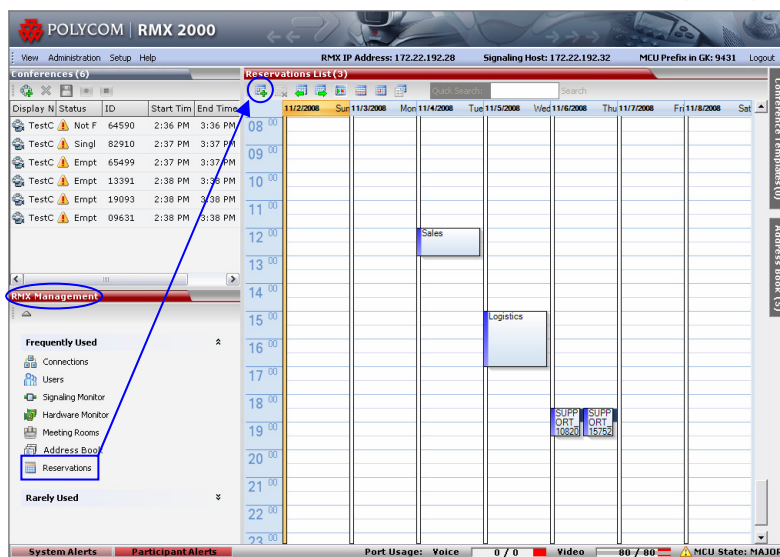 POLYCOM | RMX 2000
View Administration Setup Help RMX IP Address: 172.22.192.28 Signaling Host: 172.22.192.32 MCU Prefix in GK: 9431 Logout
Conferences (6)
Display N Status ID Start Tim End Time
TestC Not F 64590 2:36 PM 3:36 PM
TestC Singl 82910 2:37 PM 3:37 PM
TestC Empt 65499 2:37 PM 3:37 PM
TestC Empt 13391 2:38 PM 3:38 PM
TestC Empt 19093 2:38 PM 3:38 PM
TestC Empt 09631 2:38 PM 3:38 PM
RMX Management
Frequently Used
Connections
Users
Signaling Monitor
Hardware Monitor
Meeting Rooms
Address Book
Reservations
Rarely Used
Reservations List (3)
Quick Search: Search
11/2/2008 Sun 11/3/2008 Mon 11/4/2008 Tue 11/5/2008 Wed 11/6/2008 Thu 11/7/2008 Fri 11/8/2008 Sat
08 00
09 00
10 00
11 00
12 00
Sales
13 00
14 00
15 00
Logistics
16 00
17 00
18 00
SUPP ORT_ 10820
SUPP ORT_ 15752
19 00
20 00
21 00
22 00
23 00
Conference Templates (0)
Address Book (3)
System Alerts Participant Alerts Port Usage: Voice 0 / 0 Video 80 / 80 MCU State: MAJOR